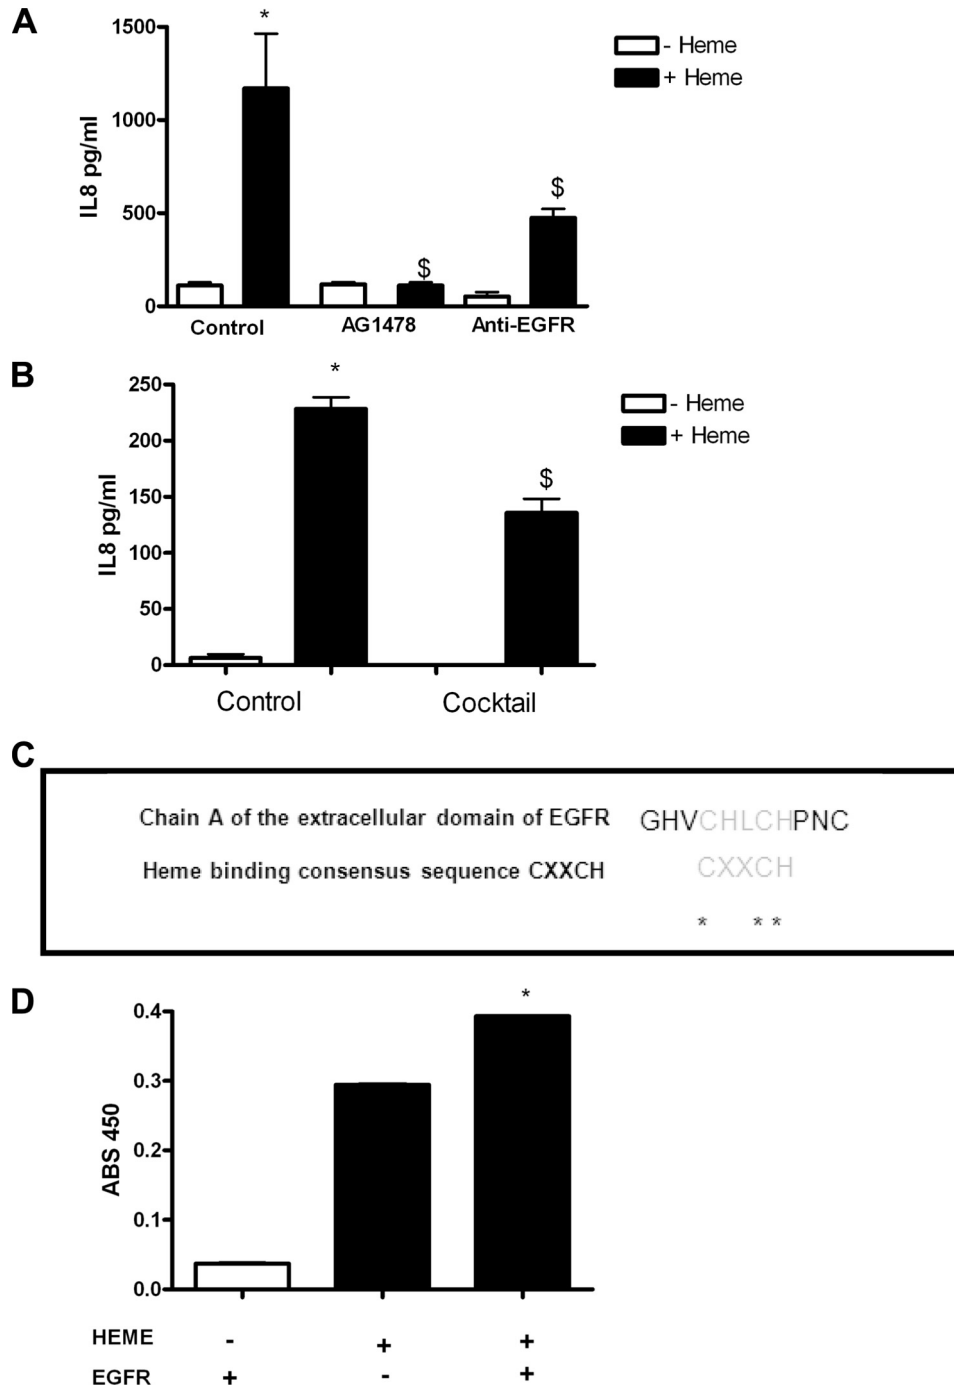 A
1500
1000
500
0
IL8 pg/ml
*
$
$
- Heme
+ Heme
Control
AG1478
Anti-EGFR
B
250
200
150
100
50
0
IL8 pg/ml
*
$
- Heme
+ Heme
Control
Cocktail
C
Chain A of the extracellular domain of EGFR GHVCHLCHPNC
Heme binding consensus sequence CXXCH CXXCH
* * *
D
0.4
0.3
0.2
0.1
0.0
ABS 450
*
HEME - + +
EGFR + - +